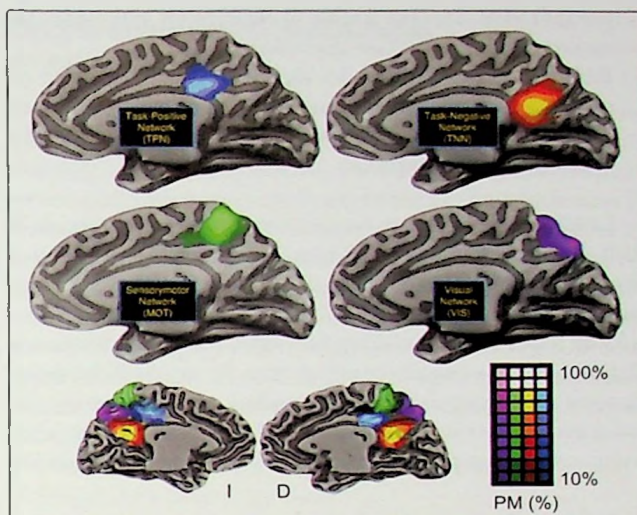 Task-Positive
Network
(TPN)
Task-Negative
Network
(TNN)
Sensorymotor
Network
(MOT)
Visual
Network
(VIS)
100%
10%
I D
PM (%)